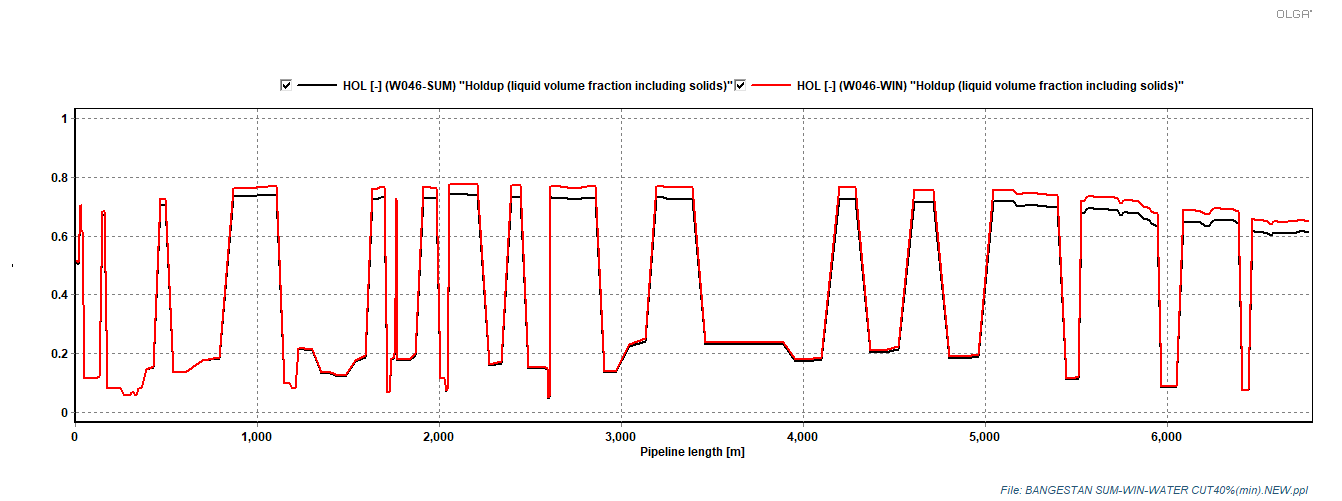 OLGA
HOL [-] (W046-SUM) "Holdup (liquid volume fraction including solids)" HOL [-] (W046-WIN) "Holdup (liquid volume fraction including solids)"
1
0.8
0.6
-
0.4
0.2
0
0 1,000 2,000 3,000 4,000 5,000 6,000
Pipeline length [m]
File: BANGESTAN SUM-WIN-WATER CUT40%(min).NEW.ppl